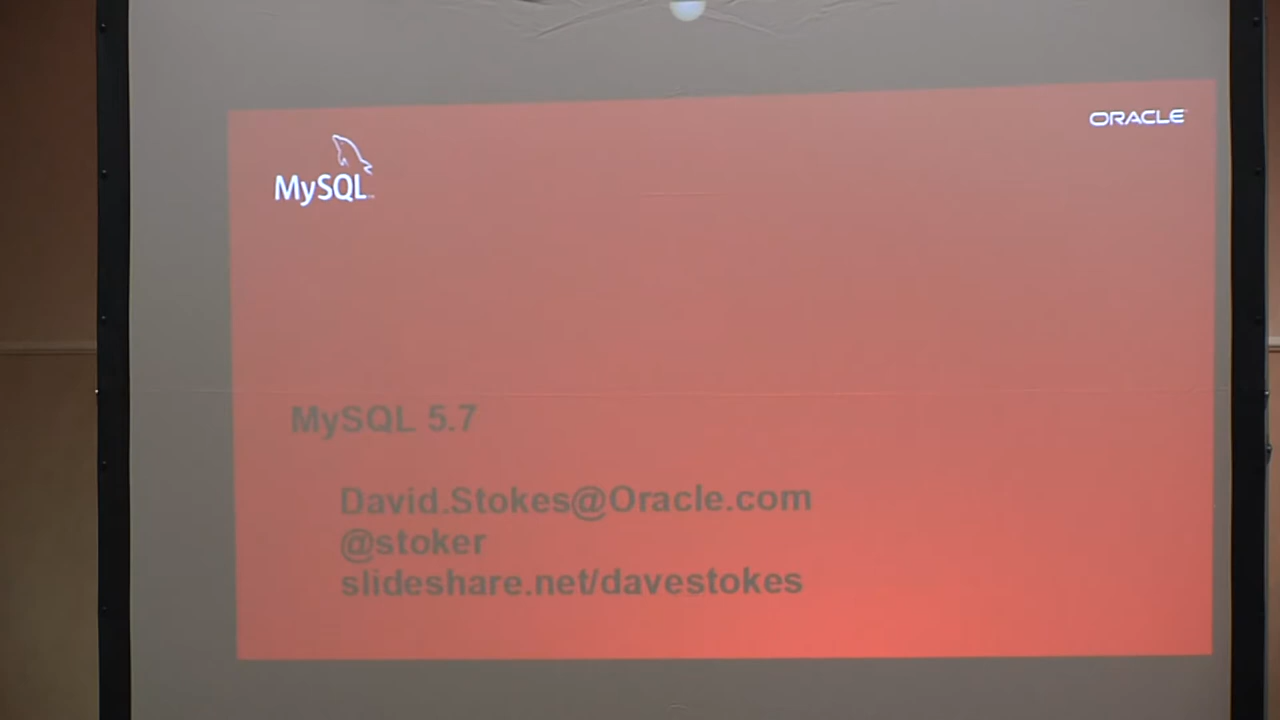 MySQL
ORACLE
MySQL 5.7
David.Stokes@Oracle.com
@stoker
slideshare.net/davestokes